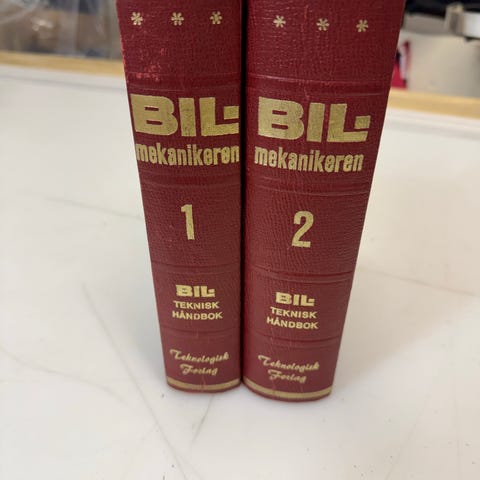 * * *
BIL-
mekanikeren
1
BIL-
TEKNISK
HÅNDBOK
Teknologisk
Forlag
* * *
BIL-
mekanikeren
2
BIL-
TEKNISK
HÅNDBOK
Teknologisk
Forlag